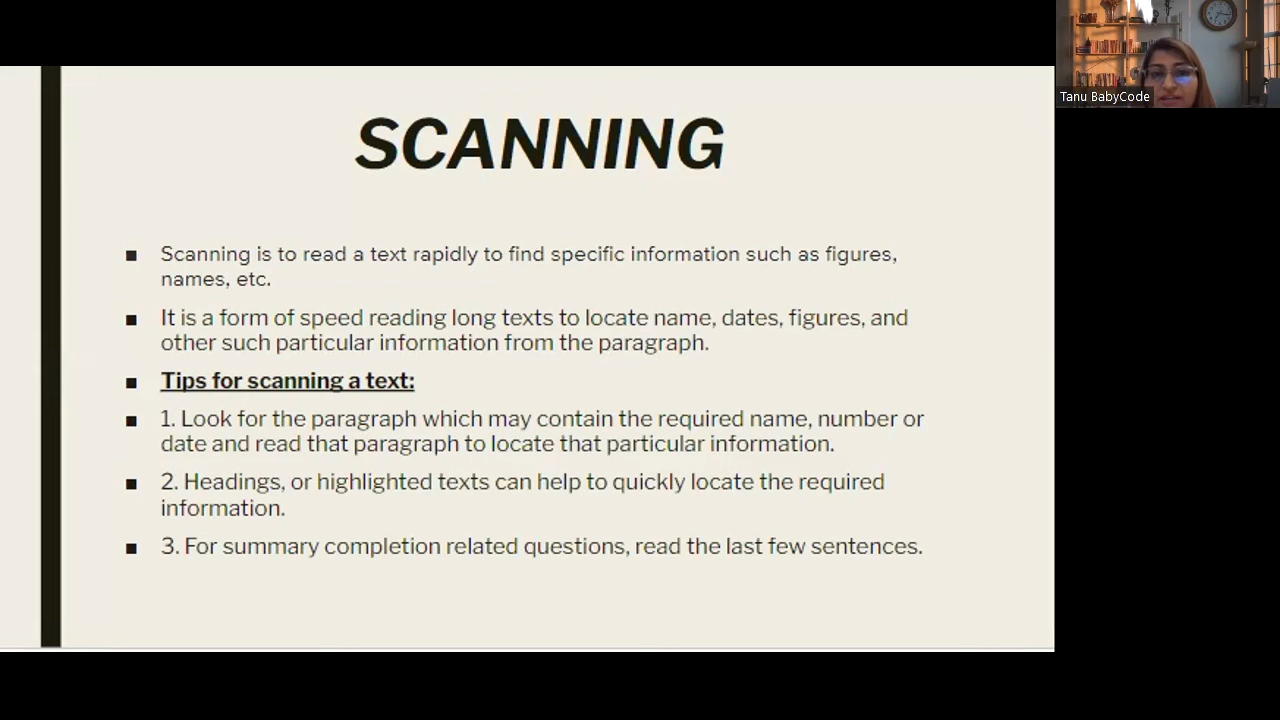 SCANNING
Tanu BabyCode
■ Scanning is to read a text rapidly to find specific information such as figures,
names, etc.
■ It is a form of speed reading long texts to locate name, dates, figures, and
other such particular information from the paragraph.
■ Tips for scanning a text:
■ 1. Look for the paragraph which may contain the required name, number or
date and read that paragraph to locate that particular information.
■ 2. Headings, or highlighted texts can help to quickly locate the required
information.
■ 3. For summary completion related questions, read the last few sentences.